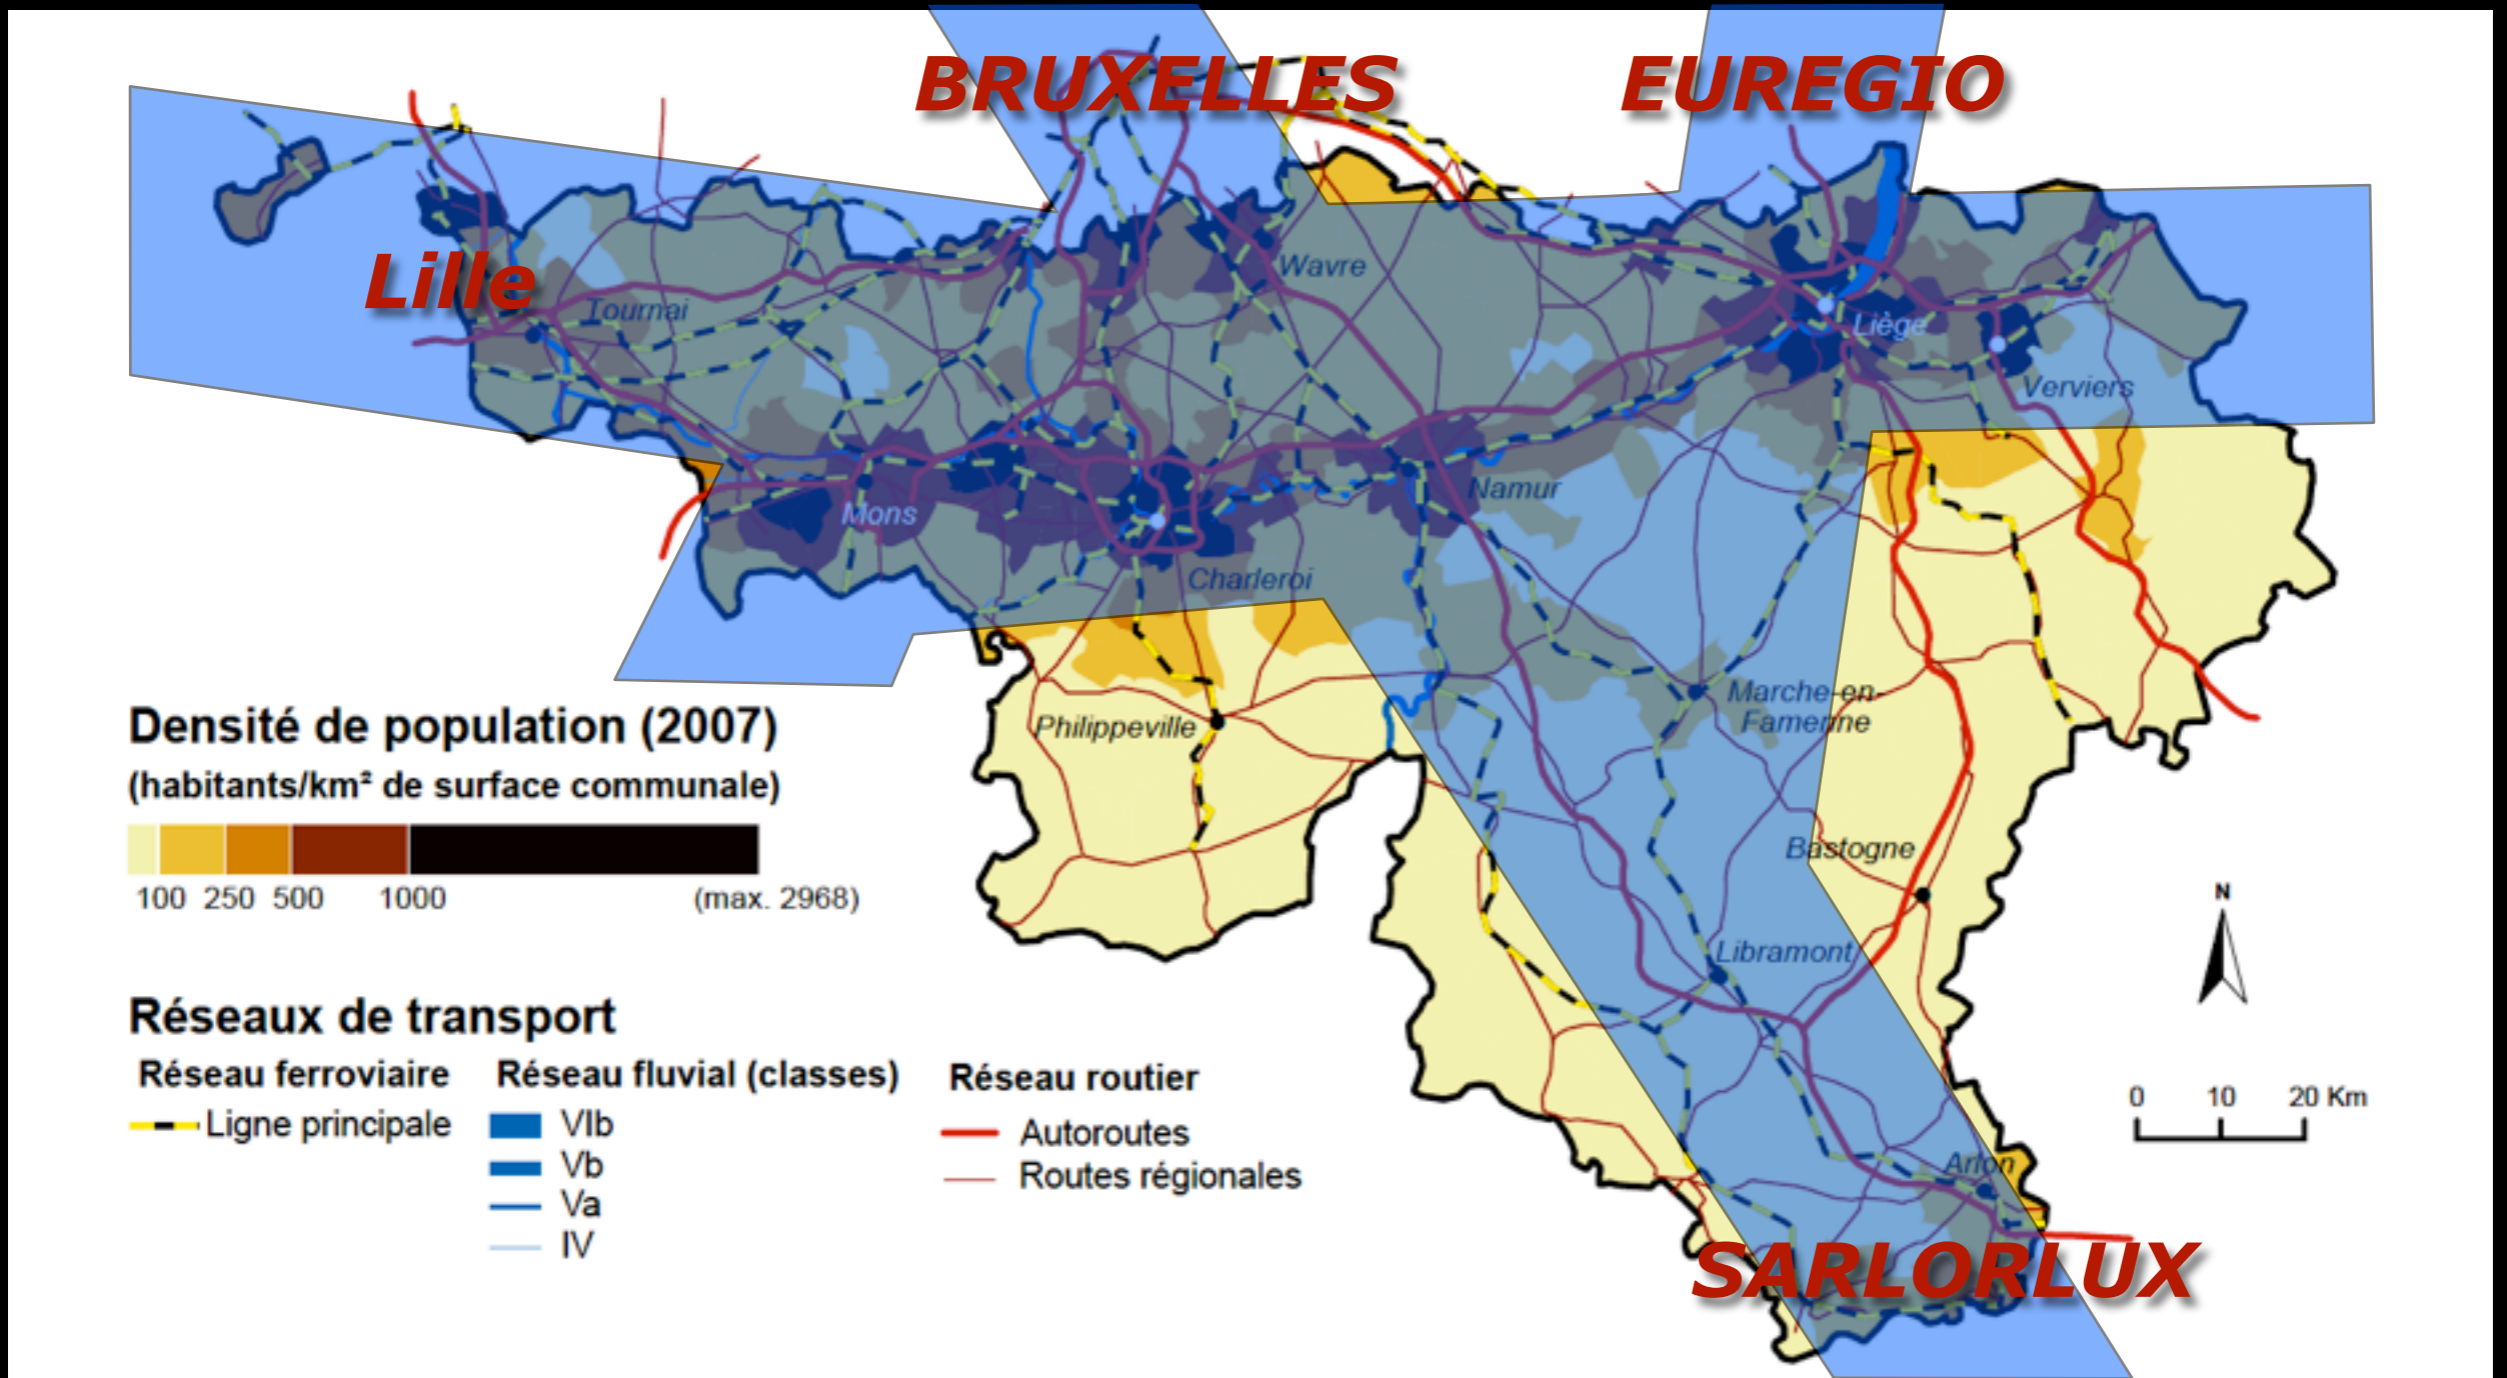 BRUXELLES
EUREGIO
Lille
Wavre
Tournai
Liège
Verviers
Namur
Mons
Charleroi
Marche-en-
Famenne
Philippeville
Bastogne
Libramont
Arlon
SARLORLUX
Densité de population (2007)
(habitants/km² de surface communale)
100 250 500 1000 (max. 2968)
Réseaux de transport
Réseau ferroviaire
Ligne principale
Réseau fluvial (classes)
VIb
Vb
Va
IV
Réseau routier
Autoroutes
Routes régionales
N
0 10 20 Km